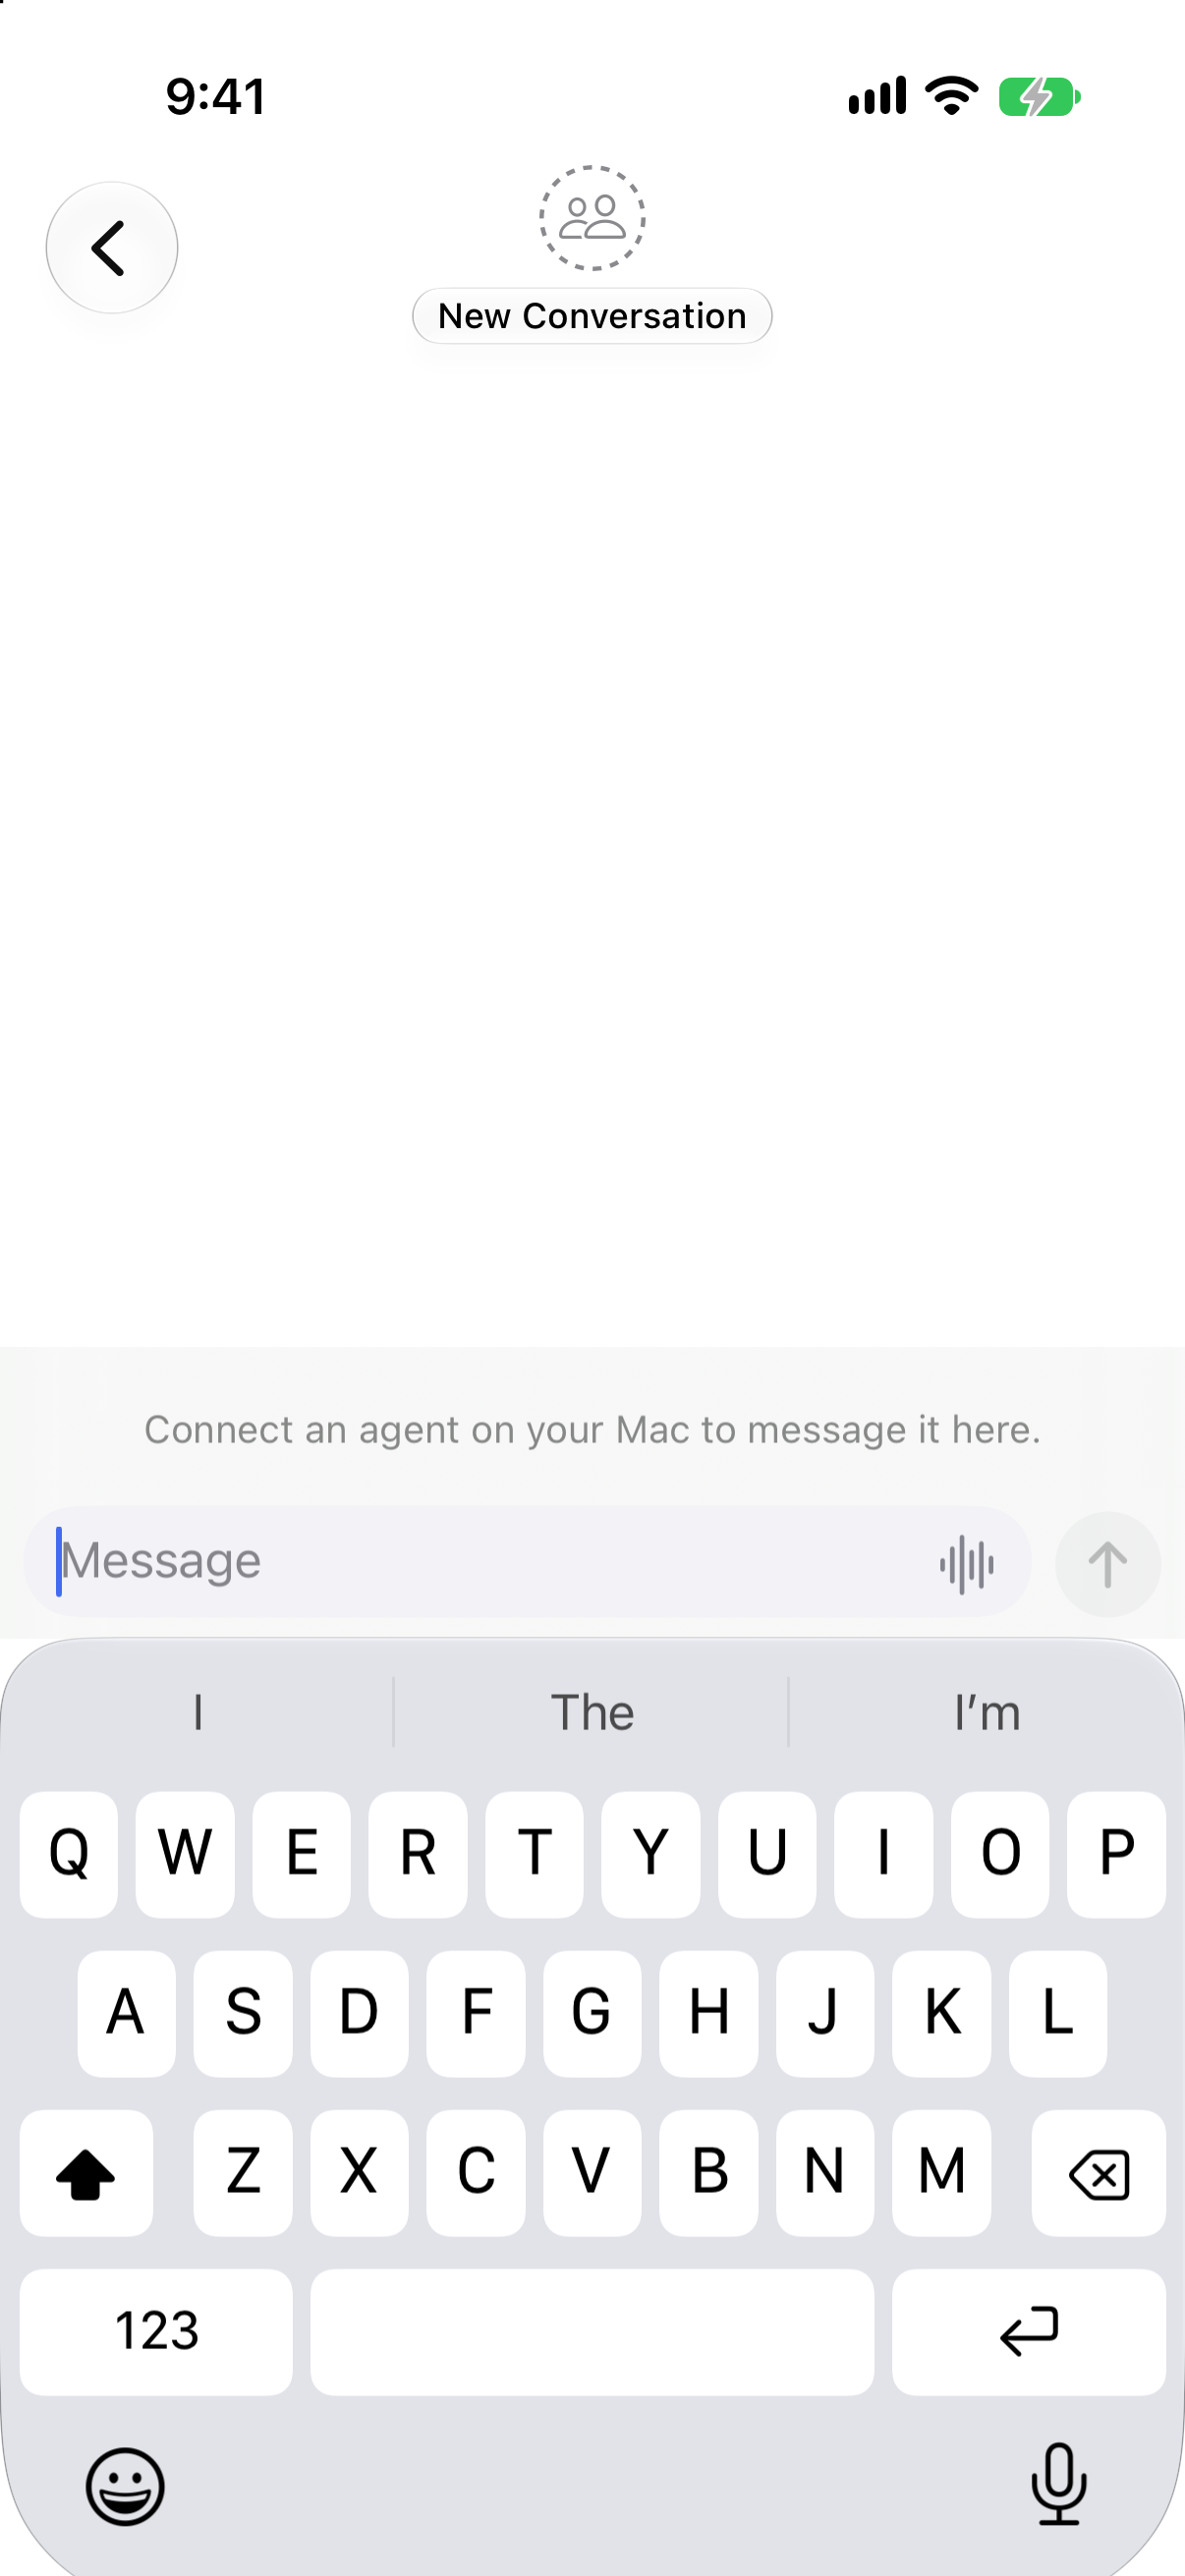 9:41
New Conversation
Connect an agent on your Mac to message it here.
Message
I The I’m
Q W E R T Y U I O P
A S D F G H J K L
Z X C V B N M
123